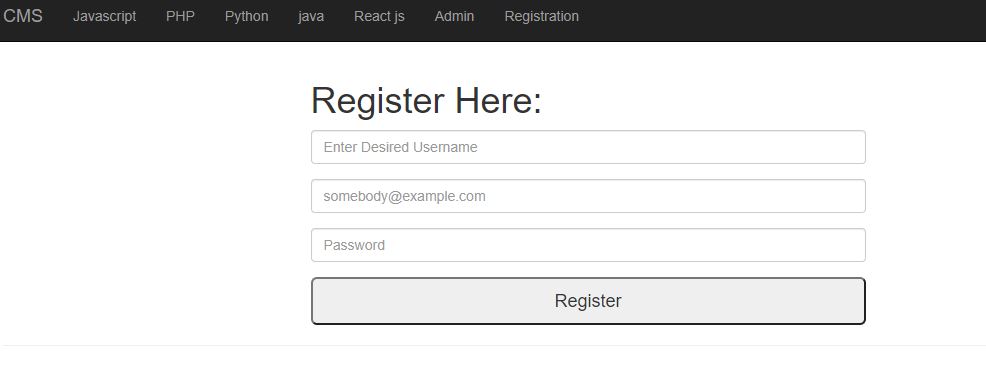 CMS Javascript PHP Python java React js Admin Registration
Register Here:
Enter Desired Username
somebody@example.com
Password
Register